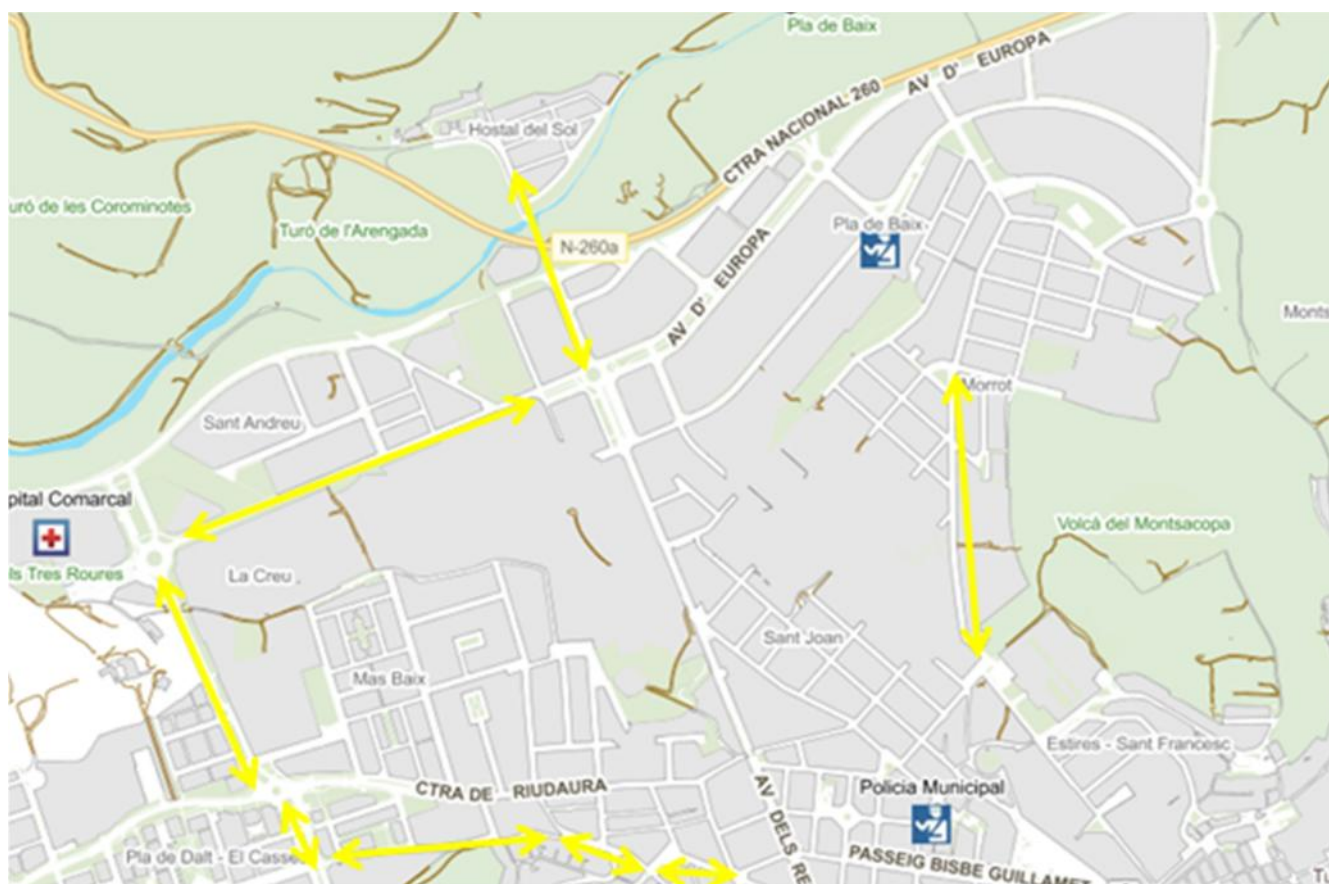 Pla de Baix
AV D' EUROPA
CTRA NACIONAL 260
Hostal del Sol
uró de les Corominotes
Turó de l'Arengada
N-260a
Pla de Baix
AV D' EUROPA
Monts
Morrot
Sant Andreu
pital Comarcal
Volcà del Montsacopa
ls Tres Roures
La Creu
Sant Joan
Mas Baix
Estires - Sant Francesc
CTRA DE RIUDAURA
Policia Municipal
AV DELS RE
Pla de Dalt - El Casse
PASSEIG BISBE GUILLAMET
Tu